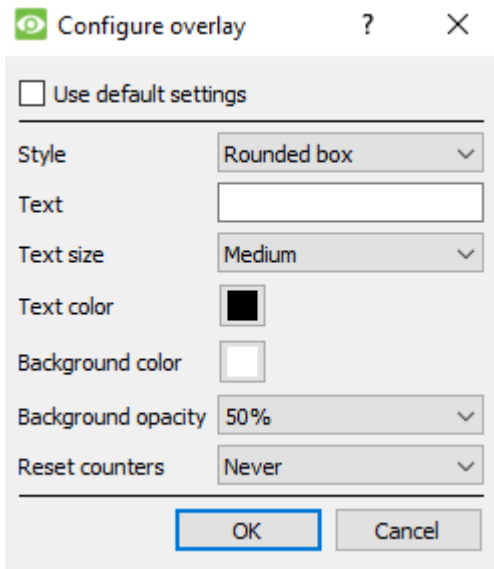 Configure overlay ?
Use default settings
Style Rounded box
Text
Text size Medium
Text color
Background color
Background opacity 50%
Reset counters Never
OK Cancel